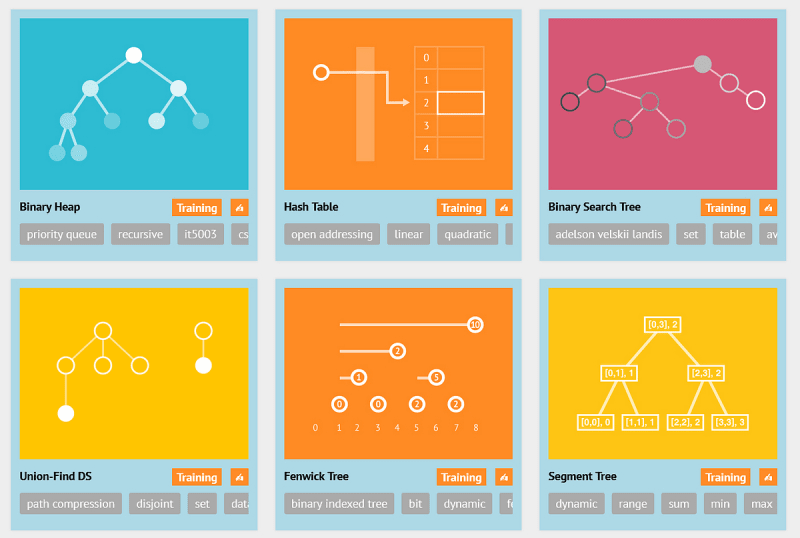 0
1
2
3
4
Binary Heap Training
priority queue recursive it5003
Hash Table Training
open addressing linear quadratic
Binary Search Tree Training
adelson velskii landis set table
10
2
1 5
0 0 2 2
0 1 2 3 4 5 6 7 8
[0,3], 2
[0,1], 1 [2,3], 2
[0,0], 0 [1,1], 1 [2,2], 2 [3,3], 3
Union-Find DS Training
path compression disjoint set
Fenwick Tree Training
binary indexed tree bit dynamic
Segment Tree Training
dynamic range sum min max